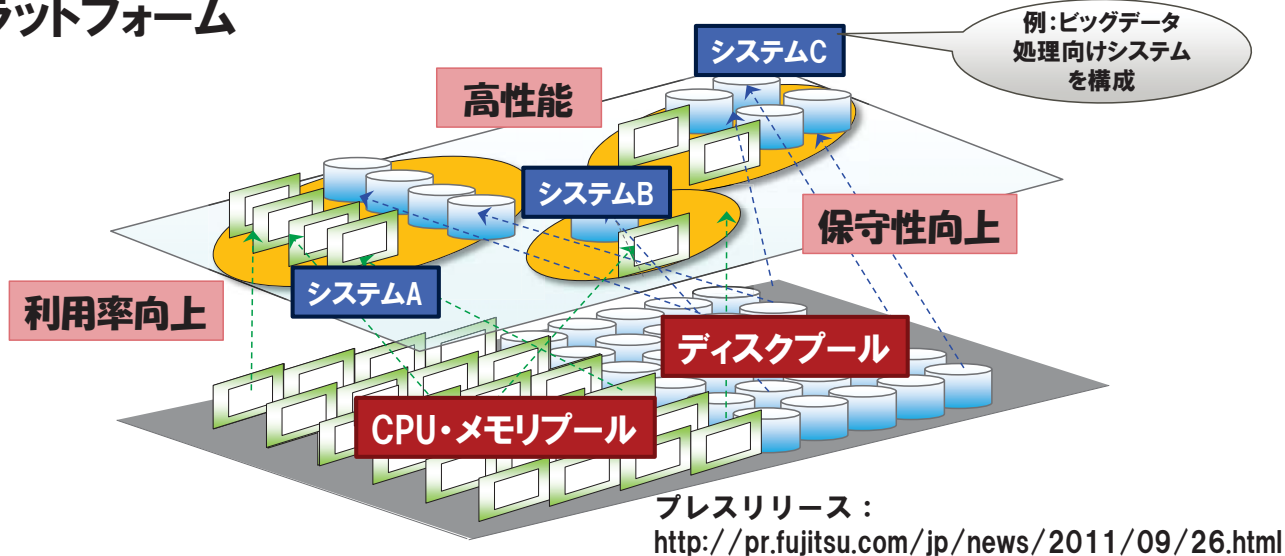 ラットフォーム
システムC
例:ビッグデータ
処理向けシステム
を構成
高性能
システムB
保守性向上
システムA
利用率向上
ディスクプール
CPU・メモリプール
プレスリリース:
http://pr.fujitsu.com/jp/news/2011/09/26.html